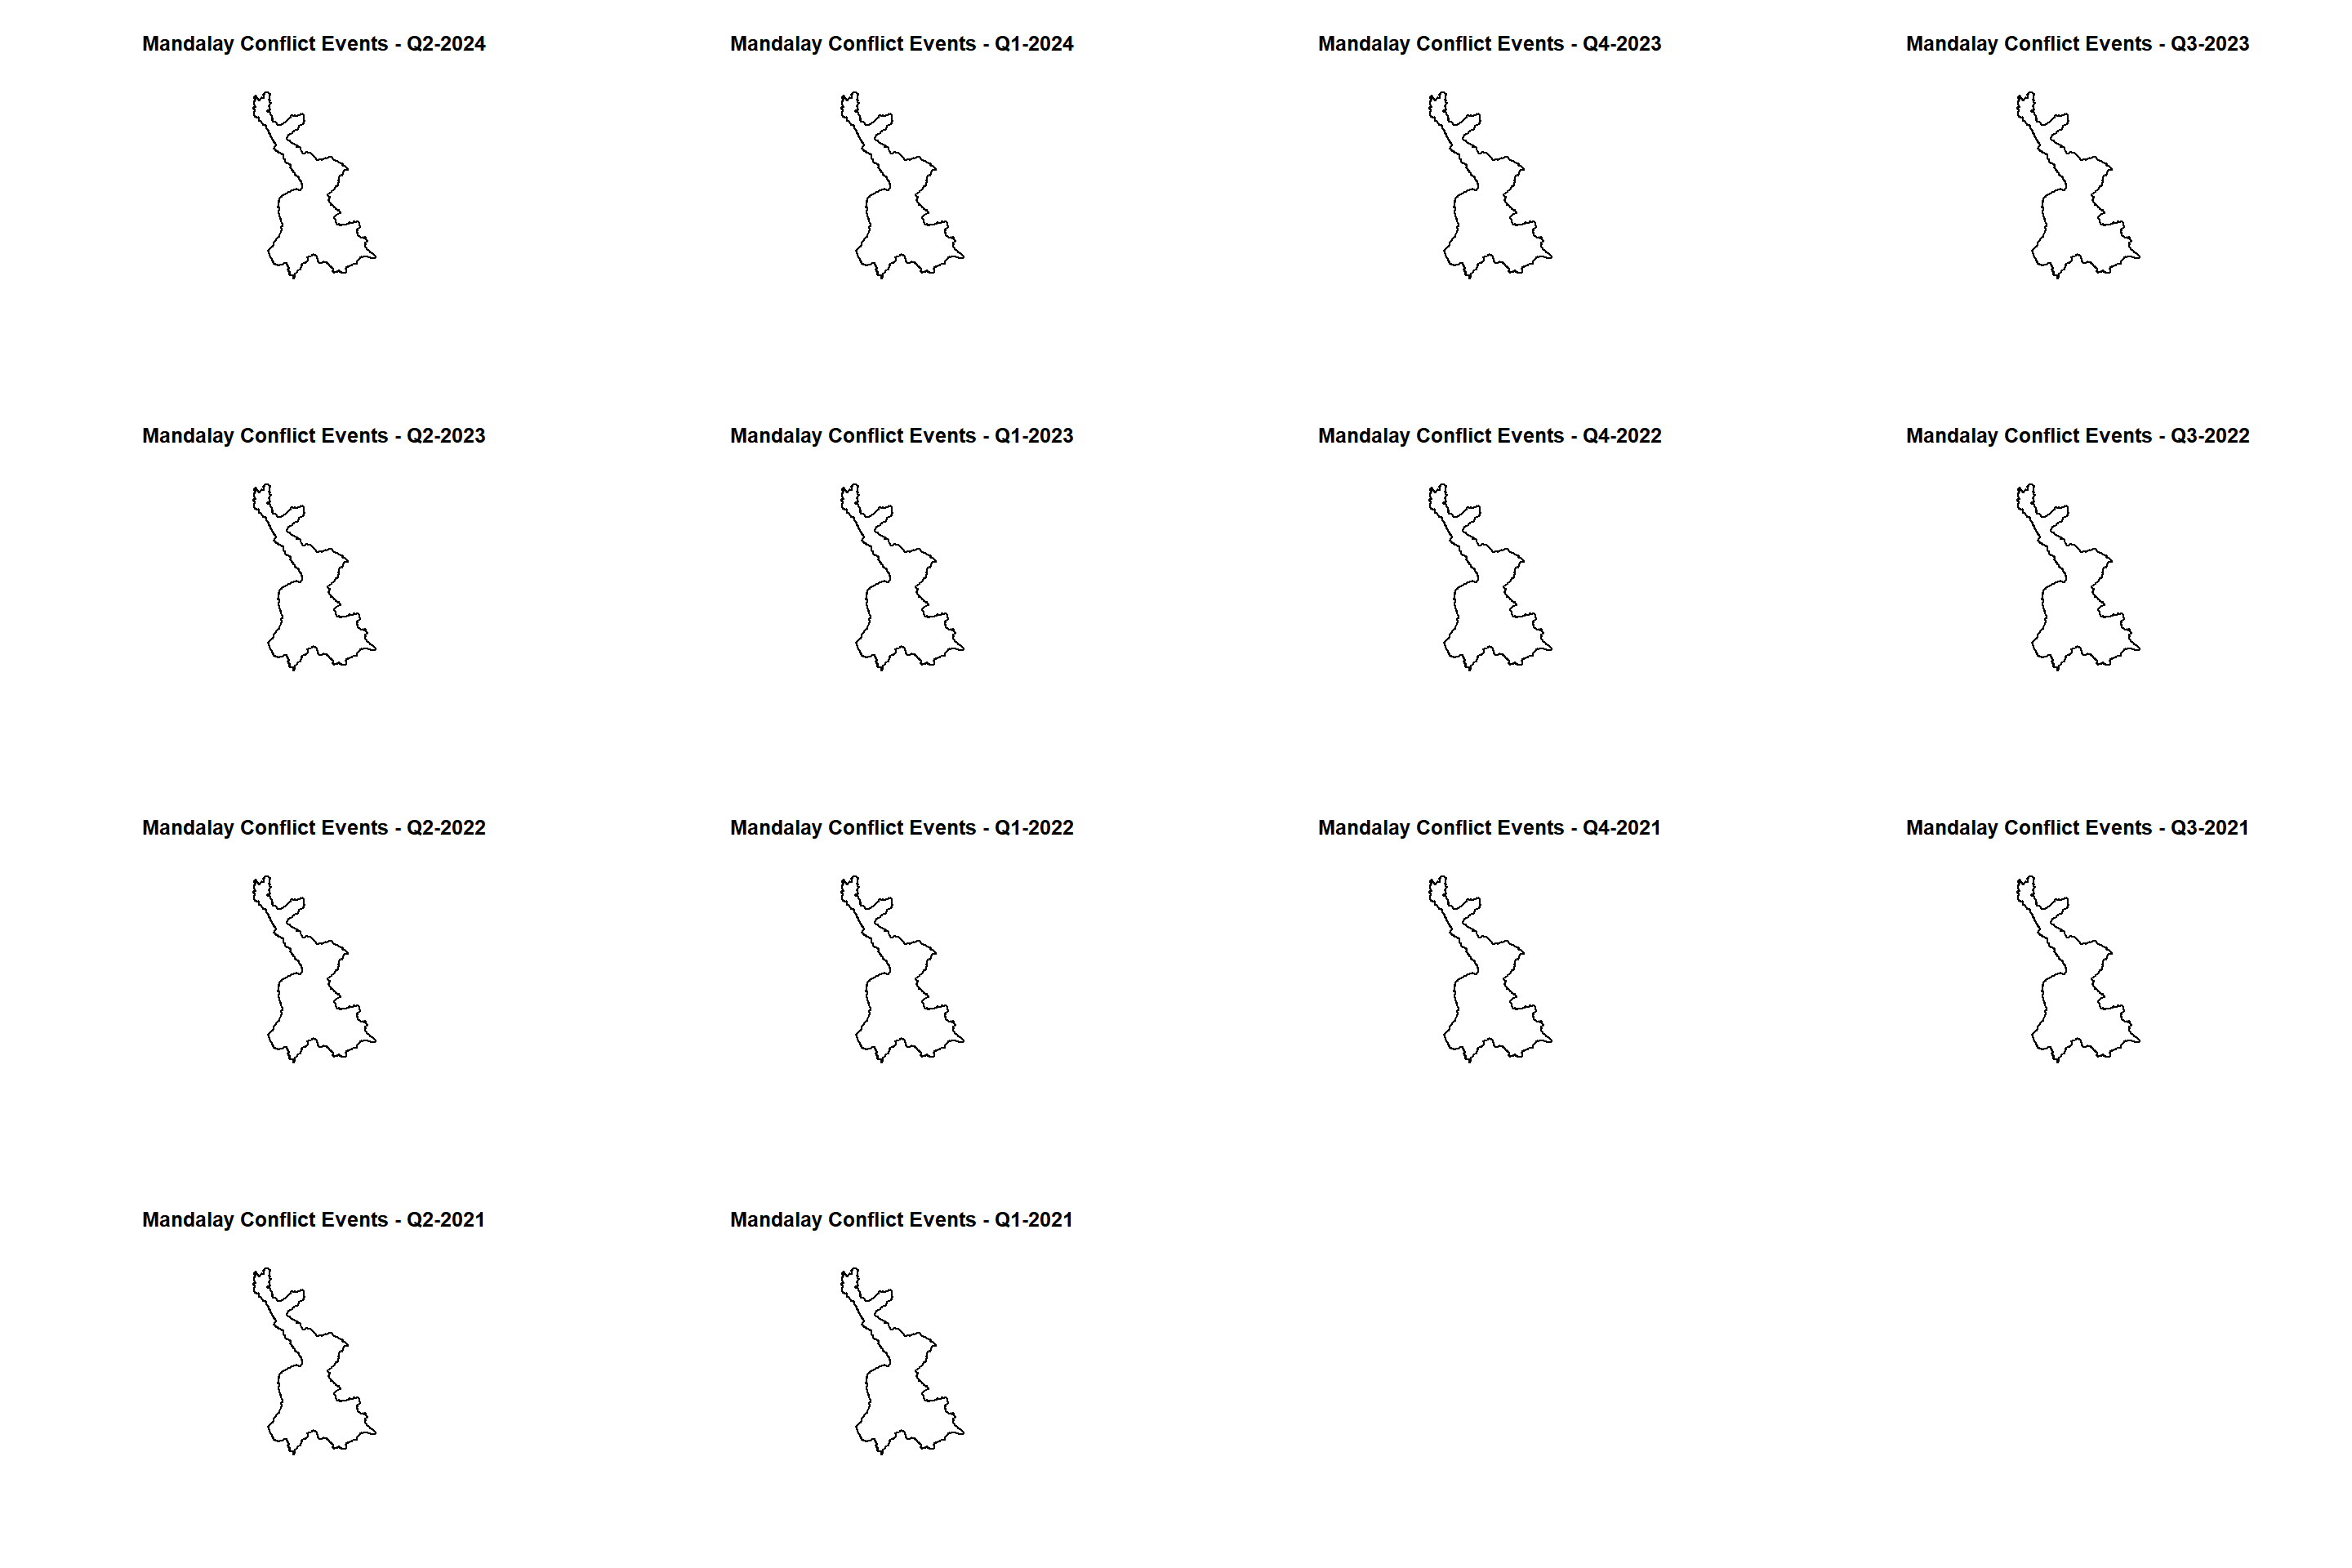 Mandalay Conflict Events - Q2-2024
Mandalay Conflict Events - Q1-2024
Mandalay Conflict Events - Q4-2023
Mandalay Conflict Events - Q3-2023
Mandalay Conflict Events - Q2-2023
Mandalay Conflict Events - Q1-2023
Mandalay Conflict Events - Q4-2022
Mandalay Conflict Events - Q3-2022
Mandalay Conflict Events - Q2-2022
Mandalay Conflict Events - Q1-2022
Mandalay Conflict Events - Q4-2021
Mandalay Conflict Events - Q3-2021
Mandalay Conflict Events - Q2-2021
Mandalay Conflict Events - Q1-2021